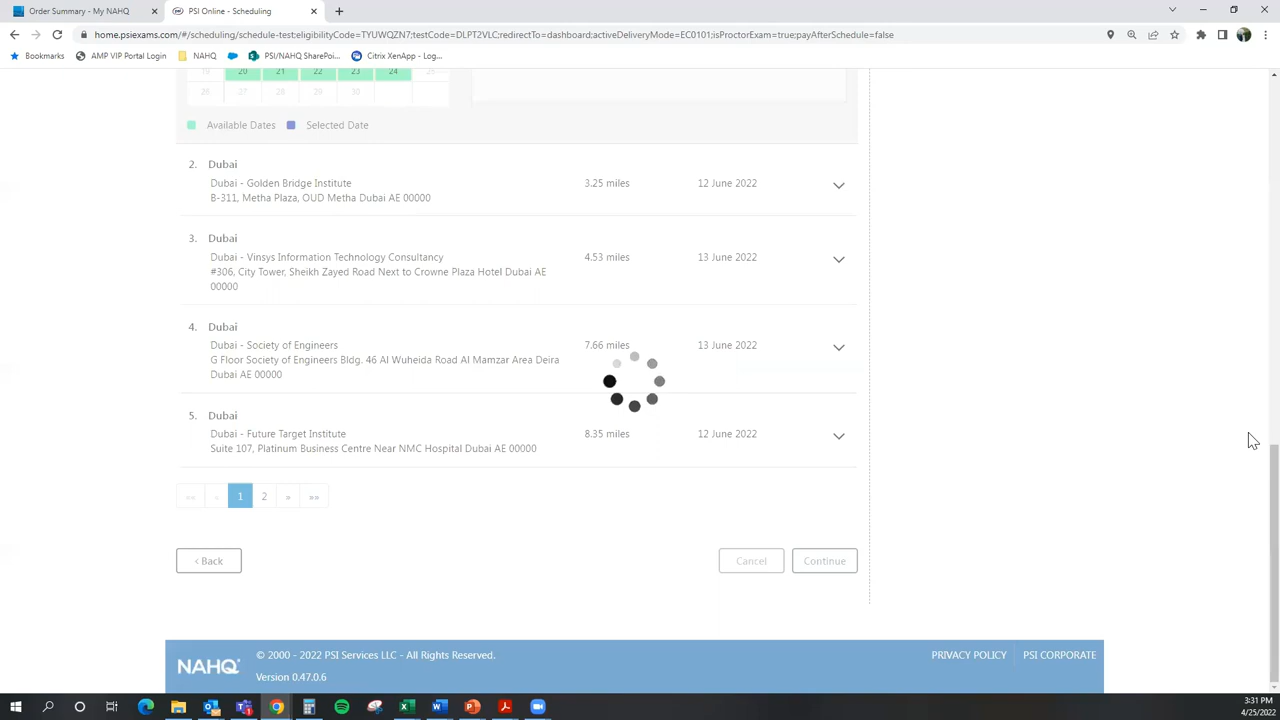 Order Summary - My NAHQ
PSI Online - Scheduling
home.psiexams.com/#/scheduling/schedule-test:eligibilityCode=TYUWQZN7;testCode=DLPT2VLC;redirectTo=dashboard;activeDeliveryMode=EC0101;isProctorExam=true;payAfterSchedule=false
Bookmarks AMP VIP Portal Login NAHQ PSI/NAHQ SharePoi... Citrix XenApp - Log...
19 20 21 22 23 24 25
26 27 28 29 30
Available Dates Selected Date
2. Dubai
Dubai - Golden Bridge Institute 3.25 miles 12 June 2022
B-311, Metha Plaza, OUD Metha Dubai AE 00000
3. Dubai
Dubai - Vinsys Information Technology Consultancy 4.53 miles 13 June 2022
#306, City Tower, Sheikh Zayed Road Next to Crowne Plaza Hotel Dubai AE
00000
4. Dubai
Dubai - Society of Engineers 7.66 miles 13 June 2022
G Floor Society of Engineers Bldg. 46 Al Wuheida Road Al Mamzar Area Deira
Dubai AE 00000
5. Dubai
Dubai - Future Target Institute 8.35 miles 12 June 2022
Suite 107, Platinum Business Centre Near NMC Hospital Dubai AE 00000
«« « 1 2 » »»
< Back Cancel Continue
NAHQ © 2000 - 2022 PSI Services LLC - All Rights Reserved. PRIVACY POLICY PSI CORPORATE
Version 0.47.0.6
3:31 PM
4/25/2022